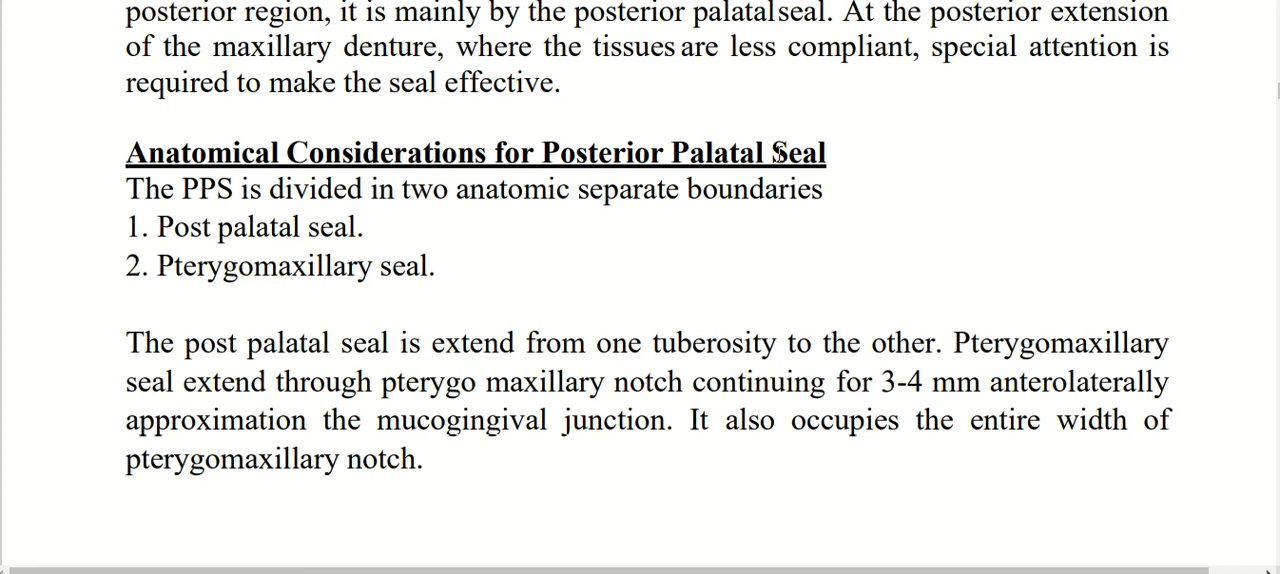 posterior region, it is mainly by the posterior palatal seal. At the posterior extension
of the maxillary denture, where the tissues are less compliant, special attention is
required to make the seal effective.
Anatomical Considerations for Posterior Palatal Seal
The PPS is divided in two anatomic separate boundaries
1. Post palatal seal.
2. Pterygomaxillary seal.
The post palatal seal is extend from one tuberosity to the other. Pterygomaxillary
seal extend through pterygo maxillary notch continuing for 3-4 mm anterolaterally
approximation the mucogingival junction. It also occupies the entire width of
pterygomaxillary notch.